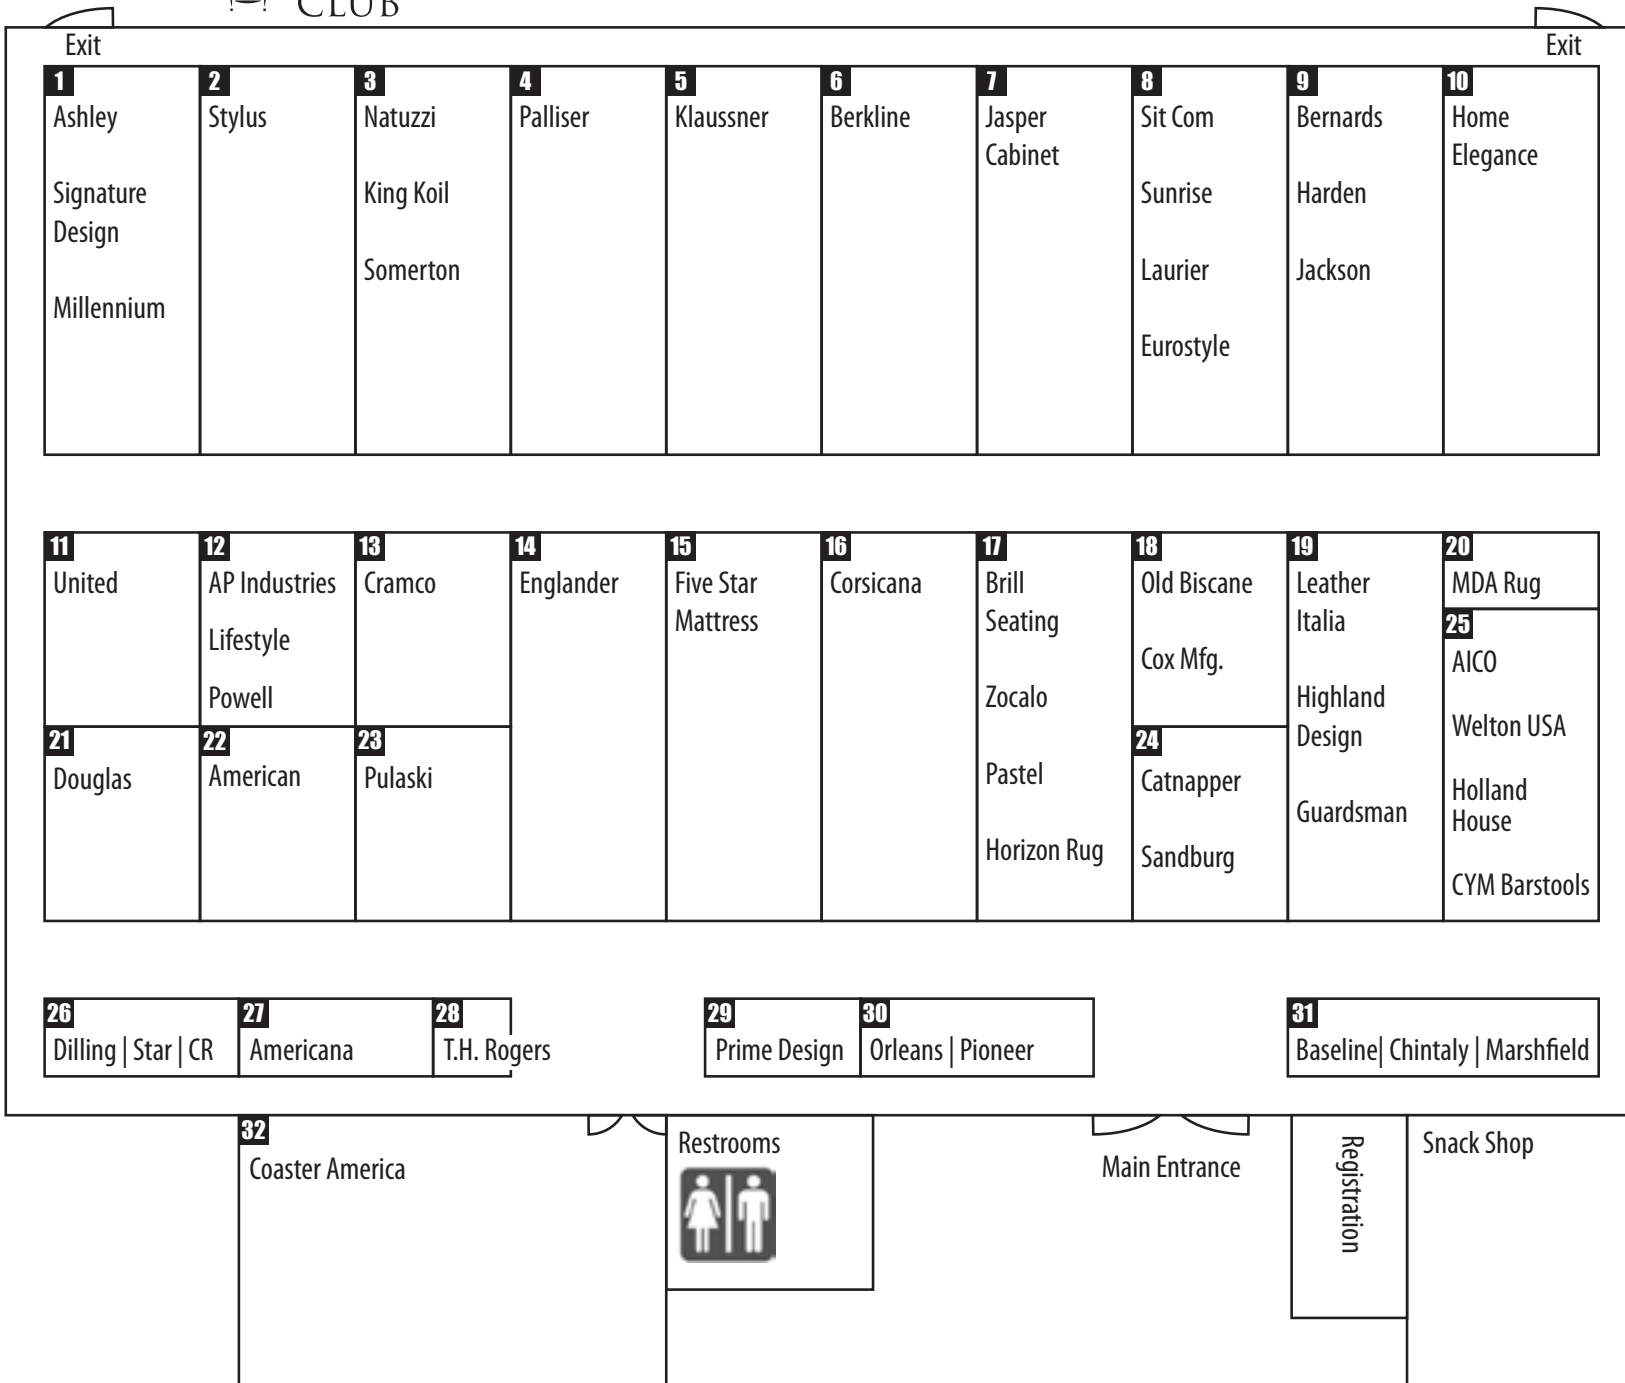 CLUB
Exit
Exit
1
Ashley
Signature
Design
Millennium
2
Stylus
3
Natuzzi
King Koil
Somerton
4
Palliser
5
Klaussner
6
Berkline
7
Jasper
Cabinet
8
Sit Com
Sunrise
Laurier
Eurostyle
9
Bernards
Harden
Jackson
10
Home
Elegance
11
United
12
AP Industries
Lifestyle
Powell
13
Cramco
14
Englander
15
Five Star
Mattress
16
Corsicana
17
Brill
Seating
Zocalo
Pastel
Horizon Rug
18
Old Biscane
Cox Mfg.
19
Leather
Italia
Highland
Design
Guardsman
20
MDA Rug
21
Douglas
22
American
23
Pulaski
24
Catnapper
Sandburg
25
AICO
Welton USA
Holland
House
CYM Barstools
26
Dilling | Star | CR
27
Americana
28
T.H. Rogers
29
Prime Design
30
Orleans | Pioneer
31
Baseline| Chintaly | Marshfield
32
Coaster America
Restrooms
Main Entrance
Registration
Snack Shop